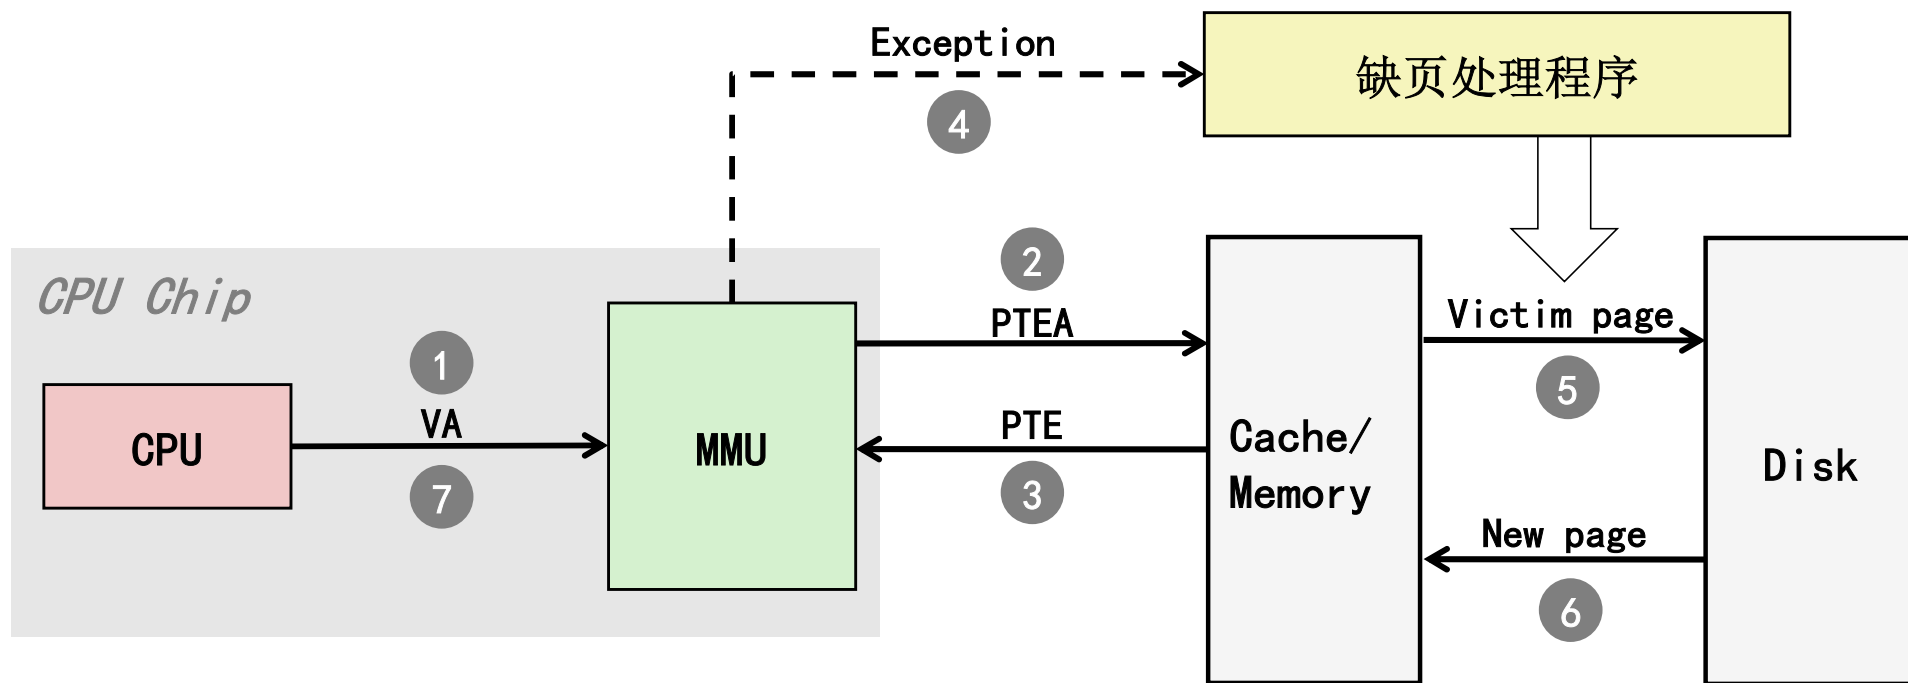 Exception
缺页处理程序
4
2
CPU Chip
PTEA
Victim page
1
5
VA
PTE
CPU
MMU
Cache/
Memory
Disk
7
3
New page
6